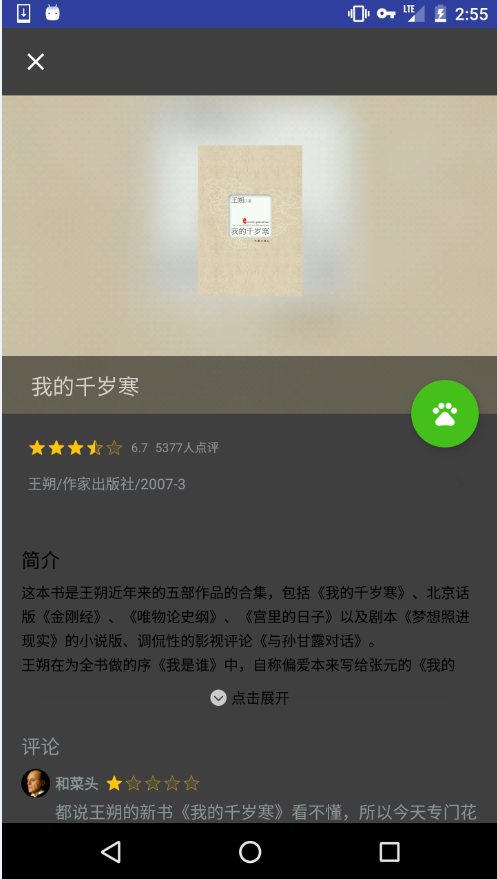 LTE 2:55
王朔
我的千岁寒
我的千岁寒
6.7 5377人点评
王朔/作家出版社/2007-3
简介
这本书是王朔近年来的五部作品的合集，包括《我的千岁寒》、北京话
版《金刚经》、《唯物论史纲》、《宫里的日子》以及剧本《梦想照进
现实》的小说版、调侃性的影视评论《与孙甘露对话》。
王朔在为全书做的序《我是谁》中，自称偏爱本来写给张元的《我的
点击展开
评论
和菜头
都说王朔的新书《我的千岁寒》看不懂，所以今天专门花